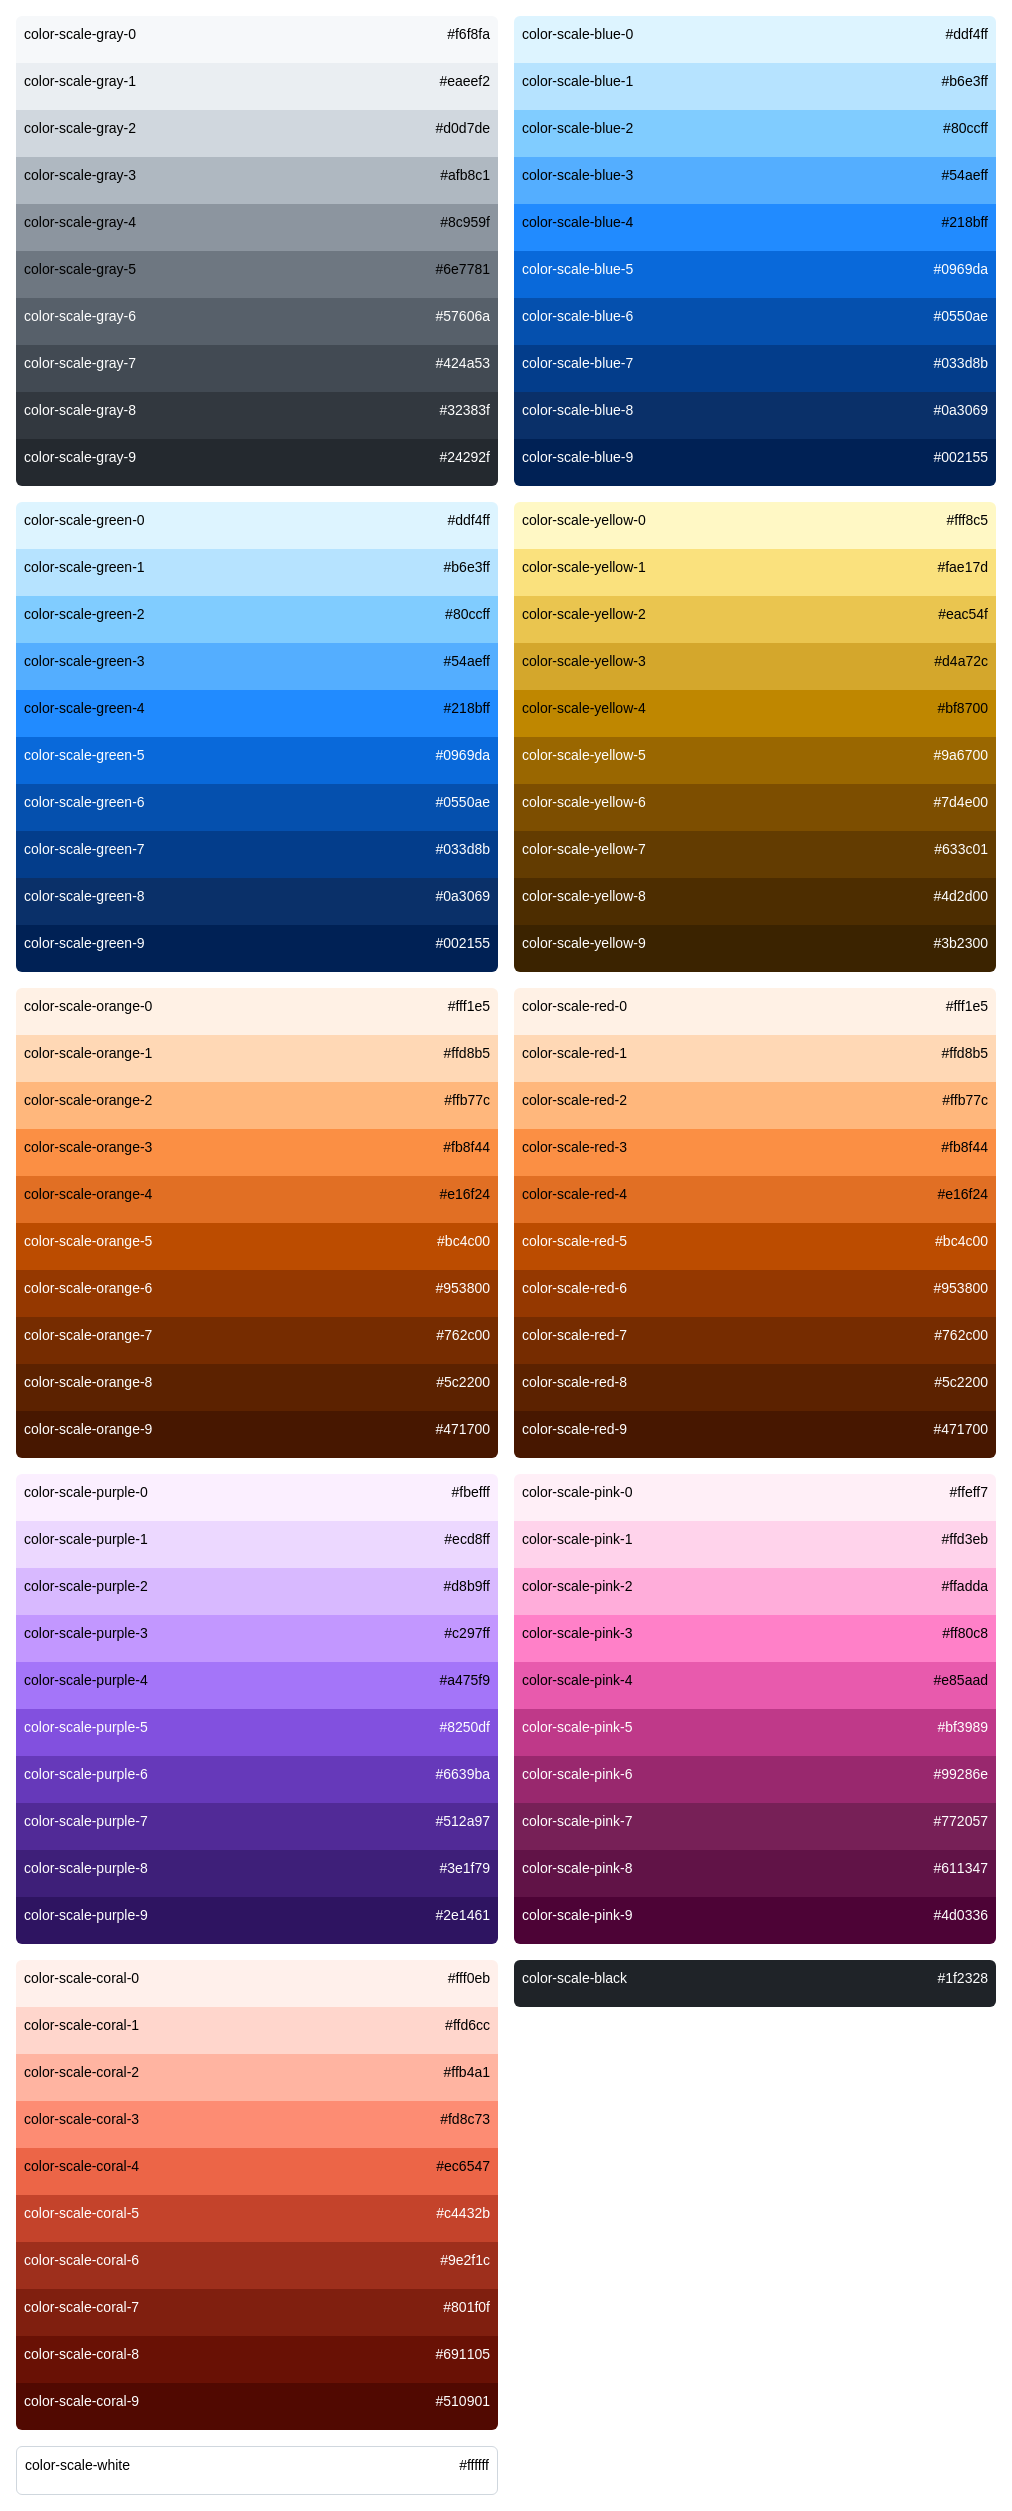 color-scale-gray-0 #f6f8fa
color-scale-gray-1 #eaeef2
color-scale-gray-2 #d0d7de
color-scale-gray-3 #afb8c1
color-scale-gray-4 #8c959f
color-scale-gray-5 #6e7781
color-scale-gray-6 #57606a
color-scale-gray-7 #424a53
color-scale-gray-8 #32383f
color-scale-gray-9 #24292f
color-scale-blue-0 #ddf4ff
color-scale-blue-1 #b6e3ff
color-scale-blue-2 #80ccff
color-scale-blue-3 #54aeff
color-scale-blue-4 #218bff
color-scale-blue-5 #0969da
color-scale-blue-6 #0550ae
color-scale-blue-7 #033d8b
color-scale-blue-8 #0a3069
color-scale-blue-9 #002155
color-scale-green-0 #ddf4ff
color-scale-green-1 #b6e3ff
color-scale-green-2 #80ccff
color-scale-green-3 #54aeff
color-scale-green-4 #218bff
color-scale-green-5 #0969da
color-scale-green-6 #0550ae
color-scale-green-7 #033d8b
color-scale-green-8 #0a3069
color-scale-green-9 #002155
color-scale-yellow-0 #fff8c5
color-scale-yellow-1 #fae17d
color-scale-yellow-2 #eac54f
color-scale-yellow-3 #d4a72c
color-scale-yellow-4 #bf8700
color-scale-yellow-5 #9a6700
color-scale-yellow-6 #7d4e00
color-scale-yellow-7 #633c01
color-scale-yellow-8 #4d2d00
color-scale-yellow-9 #3b2300
color-scale-orange-0 #fff1e5
color-scale-orange-1 #ffd8b5
color-scale-orange-2 #ffb77c
color-scale-orange-3 #fb8f44
color-scale-orange-4 #e16f24
color-scale-orange-5 #bc4c00
color-scale-orange-6 #953800
color-scale-orange-7 #762c00
color-scale-orange-8 #5c2200
color-scale-orange-9 #471700
color-scale-red-0 #fff1e5
color-scale-red-1 #ffd8b5
color-scale-red-2 #ffb77c
color-scale-red-3 #fb8f44
color-scale-red-4 #e16f24
color-scale-red-5 #bc4c00
color-scale-red-6 #953800
color-scale-red-7 #762c00
color-scale-red-8 #5c2200
color-scale-red-9 #471700
color-scale-purple-0 #fbefff
color-scale-purple-1 #ecd8ff
color-scale-purple-2 #d8b9ff
color-scale-purple-3 #c297ff
color-scale-purple-4 #a475f9
color-scale-purple-5 #8250df
color-scale-purple-6 #6639ba
color-scale-purple-7 #512a97
color-scale-purple-8 #3e1f79
color-scale-purple-9 #2e1461
color-scale-pink-0 #ffeff7
color-scale-pink-1 #ffd3eb
color-scale-pink-2 #ffadda
color-scale-pink-3 #ff80c8
color-scale-pink-4 #e85aad
color-scale-pink-5 #bf3989
color-scale-pink-6 #99286e
color-scale-pink-7 #772057
color-scale-pink-8 #611347
color-scale-pink-9 #4d0336
color-scale-coral-0 #fff0eb
color-scale-coral-1 #ffd6cc
color-scale-coral-2 #ffb4a1
color-scale-coral-3 #fd8c73
color-scale-coral-4 #ec6547
color-scale-coral-5 #c4432b
color-scale-coral-6 #9e2f1c
color-scale-coral-7 #801f0f
color-scale-coral-8 #691105
color-scale-coral-9 #510901
color-scale-black #1f2328
color-scale-white #ffffff